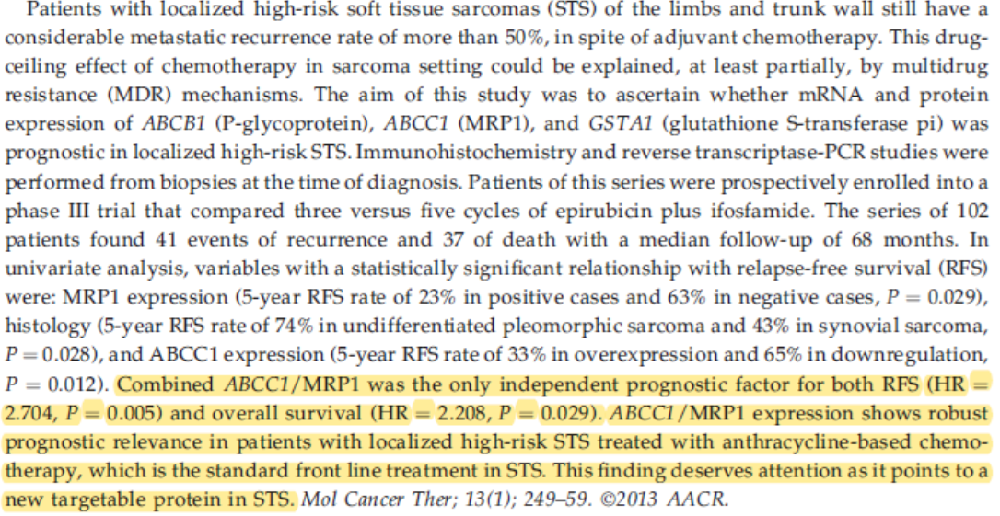 Patients with localized high-risk soft tissue sarcomas (STS) of the limbs and trunk wall still have a
considerable metastatic recurrence rate of more than 50%, in spite of adjuvant chemotherapy. This drug-
ceiling effect of chemotherapy in sarcoma setting could be explained, at least partially, by multidrug
resistance (MDR) mechanisms. The aim of this study was to ascertain whether mRNA and protein
expression of ABCB1 (P-glycoprotein), ABCC1 (MRP1), and GSTA1 (glutathione S-transferase pi) was
prognostic in localized high-risk STS. Immunohistochemistry and reverse transcriptase-PCR studies were
performed from biopsies at the time of diagnosis. Patients of this series were prospectively enrolled into a
phase III trial that compared three versus five cycles of epirubicin plus ifosfamide. The series of 102
patients found 41 events of recurrence and 37 of death with a median follow-up of 68 months. In
univariate analysis, variables with a statistically significant relationship with relapse-free survival (RFS)
were: MRP1 expression (5-year RFS rate of 23% in positive cases and 63% in negative cases, P = 0.029),
histology (5-year RFS rate of 74% in undifferentiated pleomorphic sarcoma and 43% in synovial sarcoma,
P = 0.028), and ABCC1 expression (5-year RFS rate of 33% in overexpression and 65% in downregulation,
P = 0.012). Combined ABCC1/MRP1 was the only independent prognostic factor for both RFS (HR =
2.704, P = 0.005) and overall survival (HR = 2.208, P = 0.029). ABCC1/MRP1 expression shows robust
prognostic relevance in patients with localized high-risk STS treated with anthracycline-based chemo-
therapy, which is the standard front line treatment in STS. This finding deserves attention as it points to a
new targetable protein in STS. Mol Cancer Ther; 13(1); 249–59. ©2013 AACR.